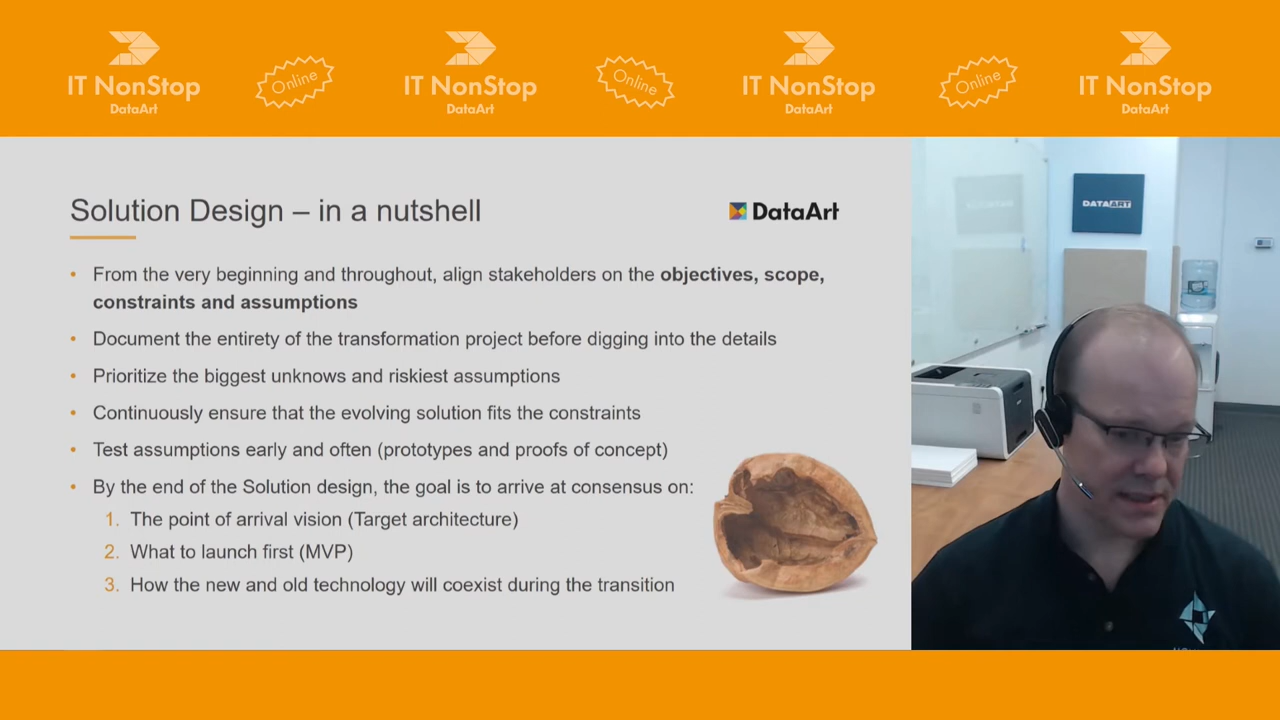 IT NonStop
DataArt
Online
IT NonStop
DataArt
Online
IT NonStop
DataArt
Online
IT NonStop
DataArt
Solution Design – in a nutshell
DataArt
DATAART
• From the very beginning and throughout, align stakeholders on the objectives, scope,
constraints and assumptions
• Document the entirety of the transformation project before digging into the details
• Prioritize the biggest unknows and riskiest assumptions
• Continuously ensure that the evolving solution fits the constraints
• Test assumptions early and often (prototypes and proofs of concept)
• By the end of the Solution design, the goal is to arrive at consensus on:
1. The point of arrival vision (Target architecture)
2. What to launch first (MVP)
3. How the new and old technology will coexist during the transition